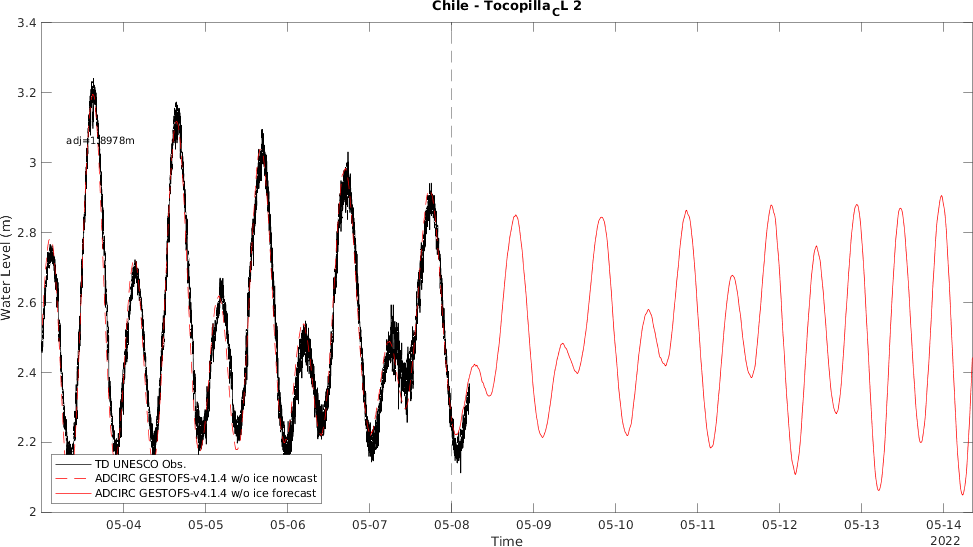 Chile - Tocopilla_CL 2
3.4
3.2
3
2.8
2.6
2.4
2.2
2
Water Level (m)
adj=1.8978m
TD UNESCO Obs.
ADCIRC GESTOFS-v4.1.4 w/o ice nowcast
ADCIRC GESTOFS-v4.1.4 w/o ice forecast
05-04
05-05
05-06
05-07
05-08
05-09
05-10
05-11
05-12
05-13
05-14
Time
2022